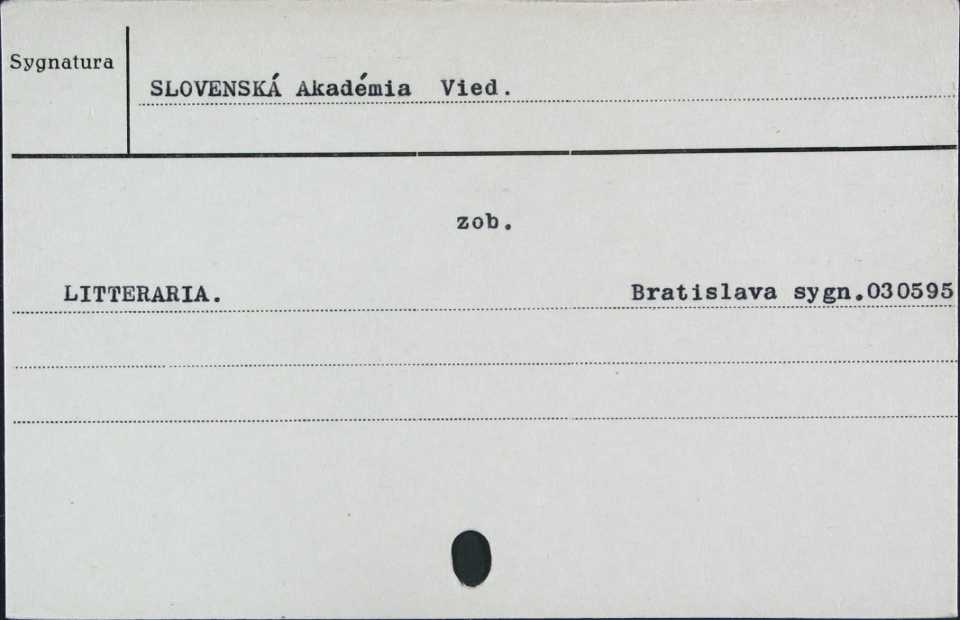 Sygnatura
SLOVENSKÁ Akadémia Vied.
zob.
LITTERARIA. Bratislava sygn.030595